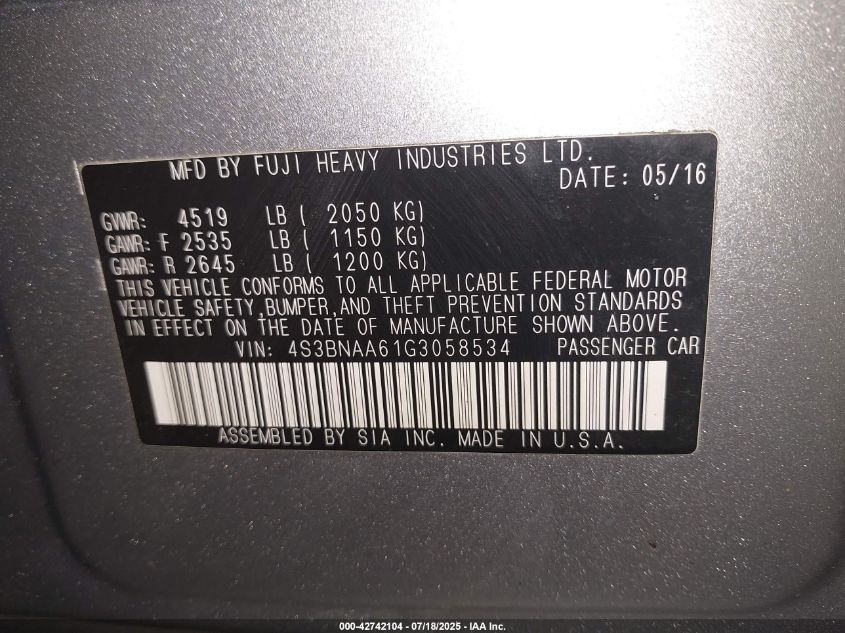 MFD BY FUJI HEAVY INDUSTRIES LTD.
DATE: 05/16
GVWR: 4519 LB ( 2050 KG)
GAWR: F 2535 LB ( 1150 KG)
GAWR: R 2645 LB ( 1200 KG)
THIS VEHICLE CONFORMS TO ALL APPLICABLE FEDERAL MOTOR
VEHICLE SAFETY,BUMPER,AND THEFT PREVENTION STANDARDS
IN EFFECT ON THE DATE OF MANUFACTURE SHOWN ABOVE.
VIN: 4S3BNAA61G3058534 PASSENGER CAR
ASSEMBLED BY SIA INC. MADE IN U.S.A.
000-42742104 - 07/18/2025 - IAA Inc.